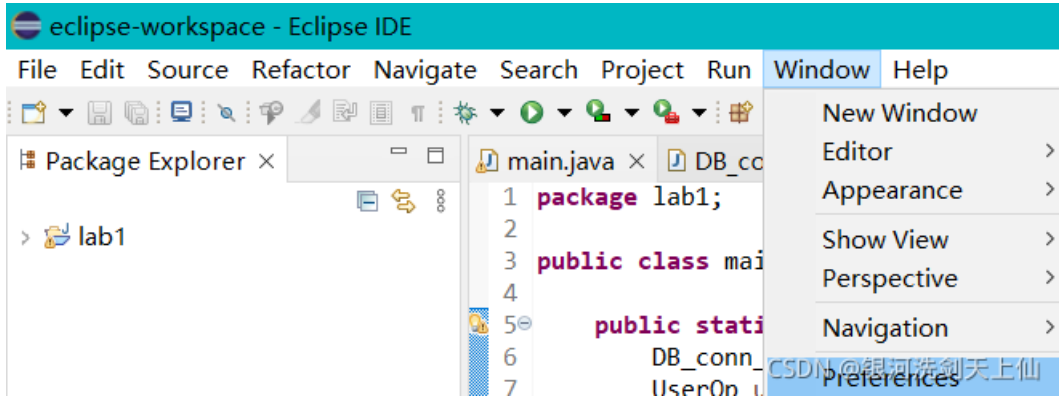 eclipse-workspace - Eclipse IDE
File Edit Source Refactor Navigate Search Project Run Window Help
New Window
Editor
Appearance
Show View
Perspective
Navigation
Preferences
Package Explorer
lab1
main.java DB_co
1 package lab1;
2
3 public class mai
4
5 public stati
6 DB_conn_
7 UserOp u
CSDN @银河洗剑天上仙